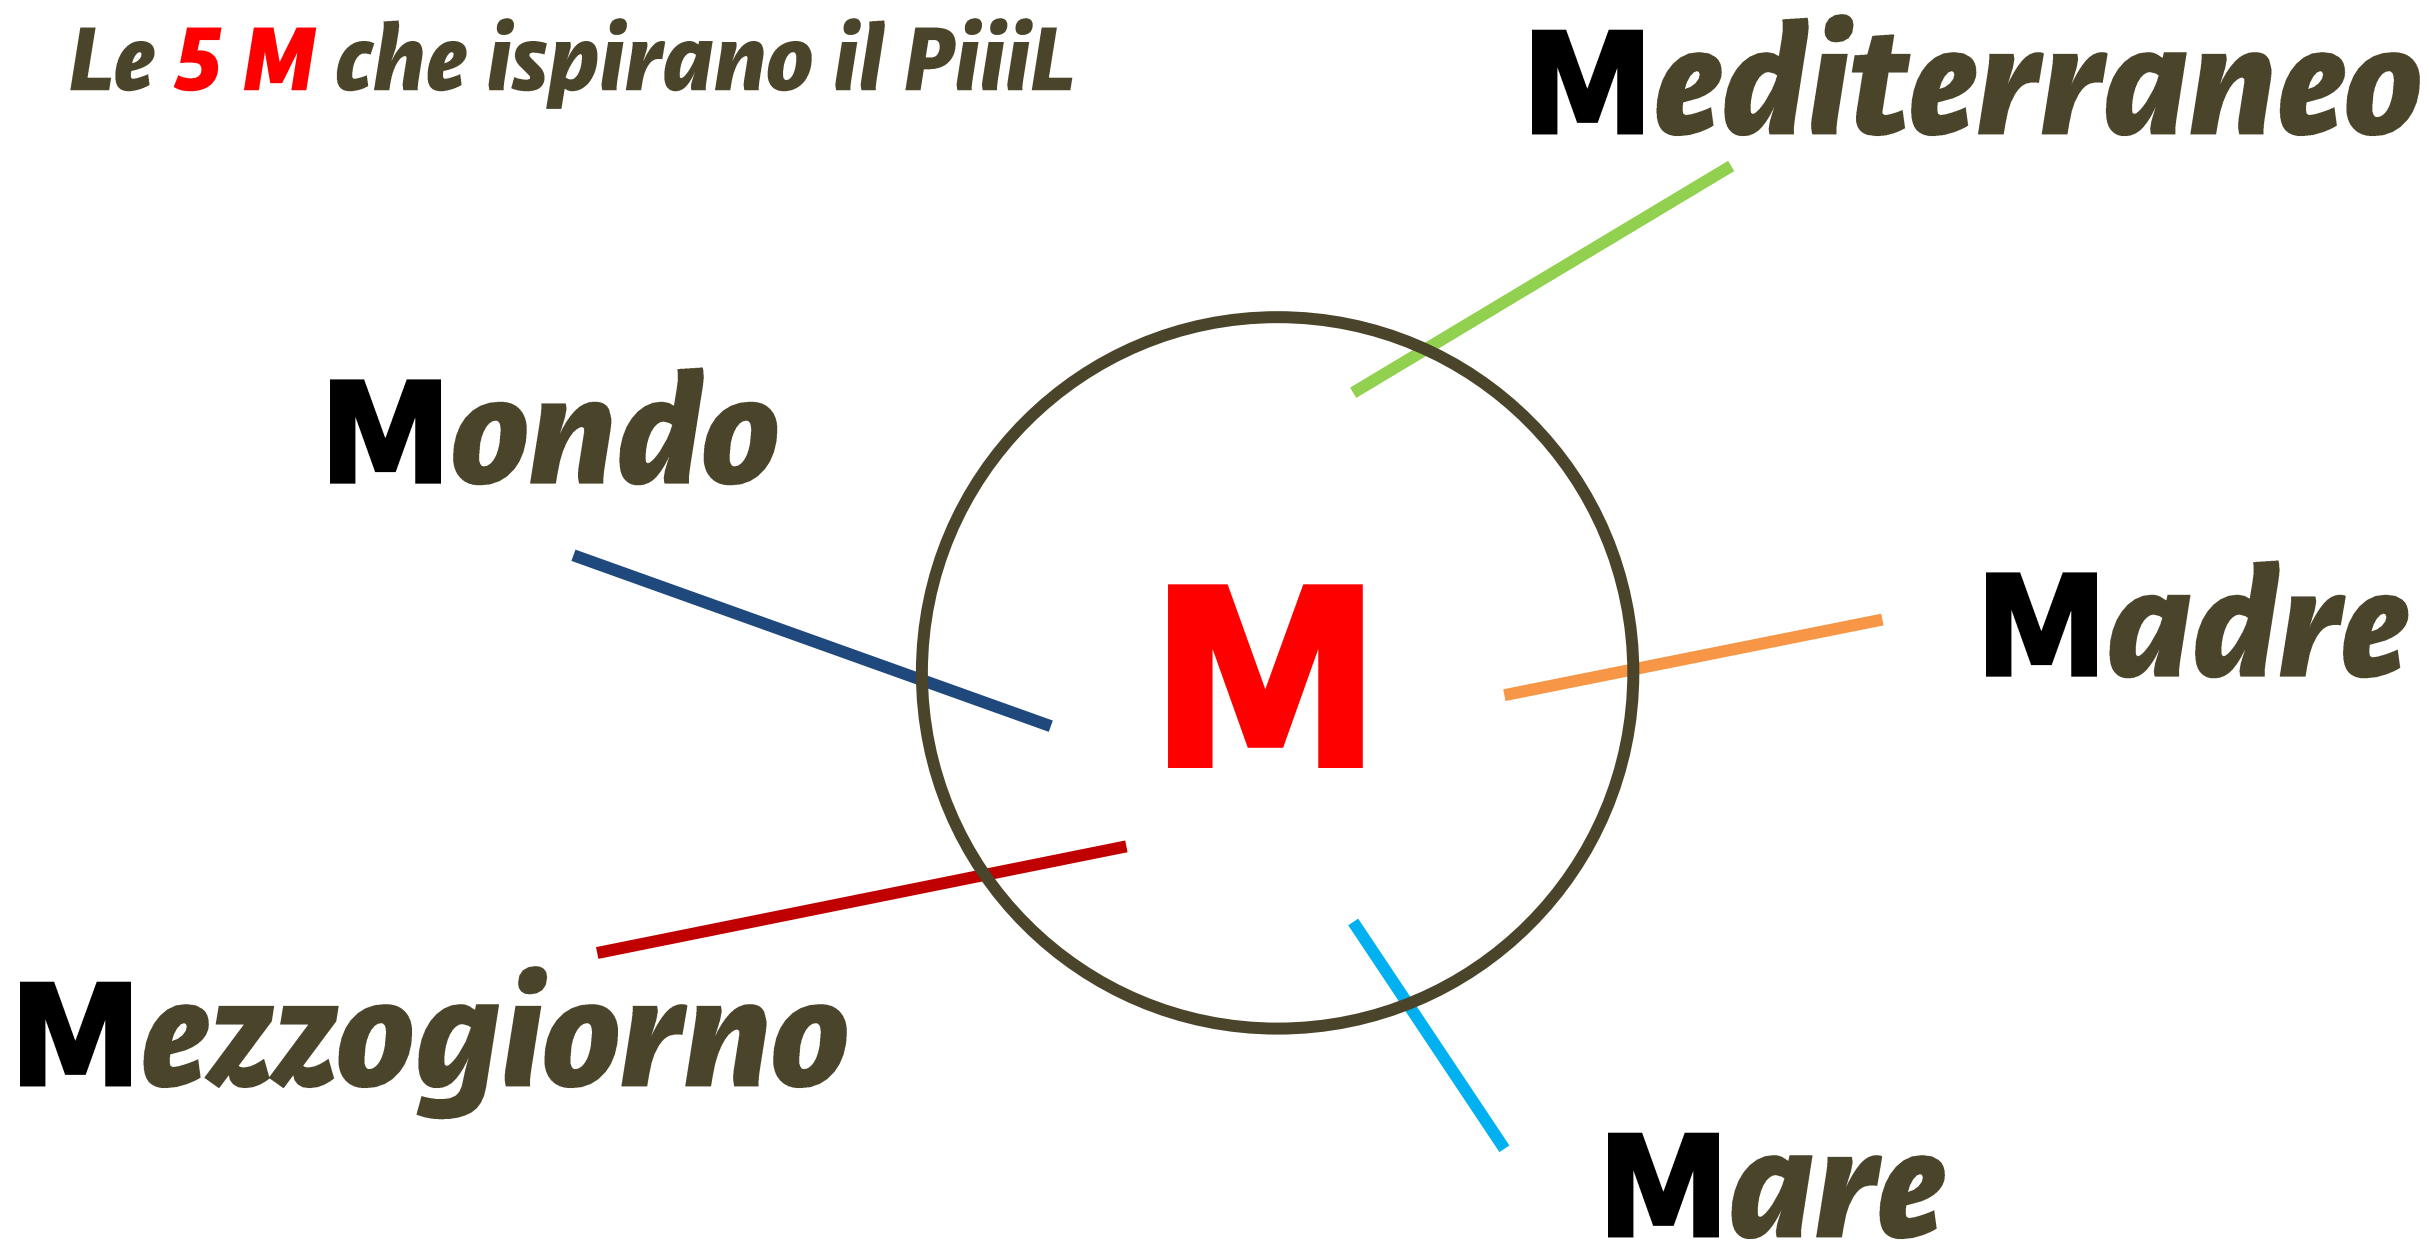 Le 5 M che ispirano il PiiiL
Mediterraneo
Mondo
Madre
M
Mezzogiorno
Mare